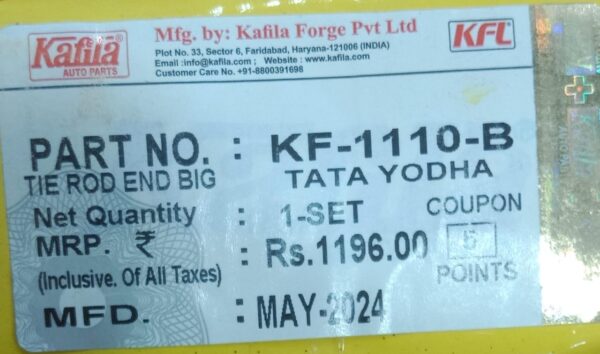 Kafila
AUTO PARTS
Mfg. by: Kafila Forge Pvt Ltd
Plot No. 33, Sector 6, Faridabad, Haryana-121006 (INDIA)
Email :info@kafila.com ; Website : www.kafila.com
Customer Care No. +91-8800391698
KFL
PART NO. : KF-1110-B
TIE ROD END BIG TATA YODHA
Net Quantity : 1-SET
COUPON
5
POINTS
MRP. ₹ : Rs.1196.00
(Inclusive. Of All Taxes)
MFD. : MAY-2024